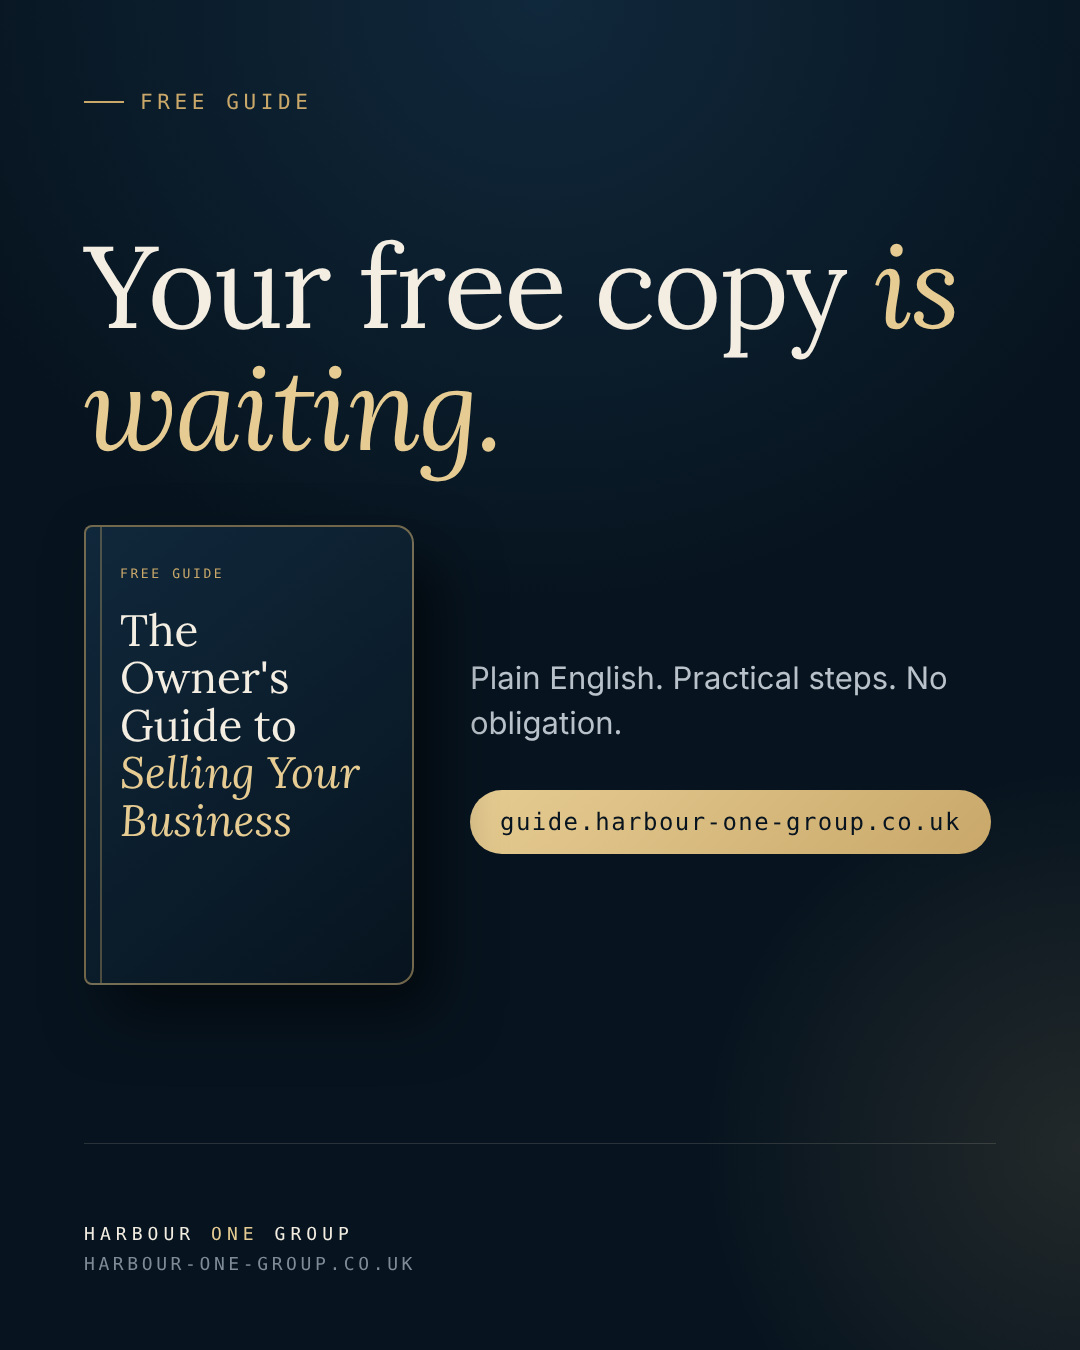 FREE GUIDE
Your free copy is
waiting.
FREE GUIDE
The
Owner's
Guide to
Selling Your
Business
Plain English. Practical steps. No
obligation.
guide.harbour-one-group.co.uk
HARBOUR ONE GROUP
HARBOUR-ONE-GROUP.CO.UK